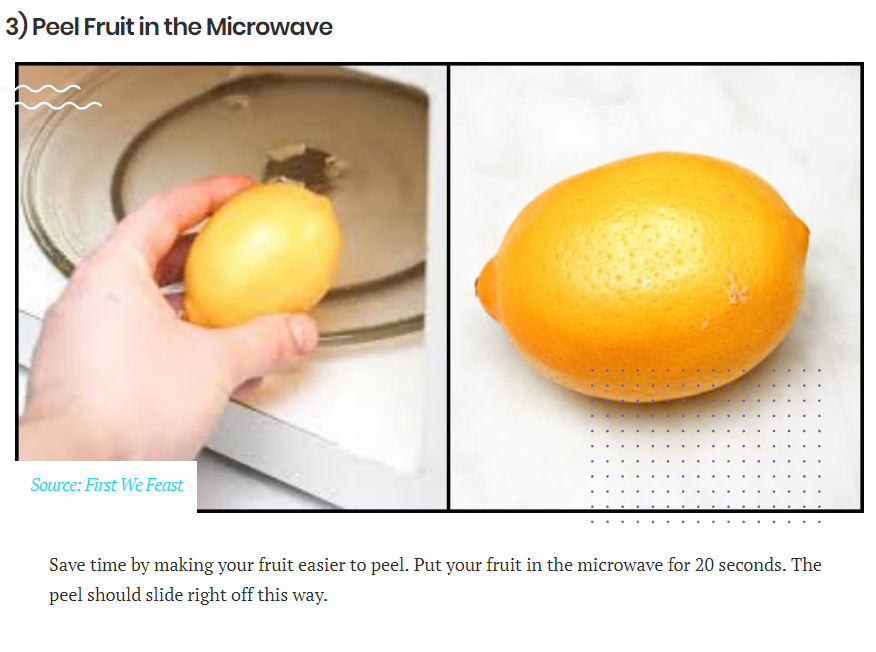 3) Peel Fruit in the Microwave
Source: First We Feast
Save time by making your fruit easier to peel. Put your fruit in the microwave for 20 seconds. The
peel should slide right off this way.